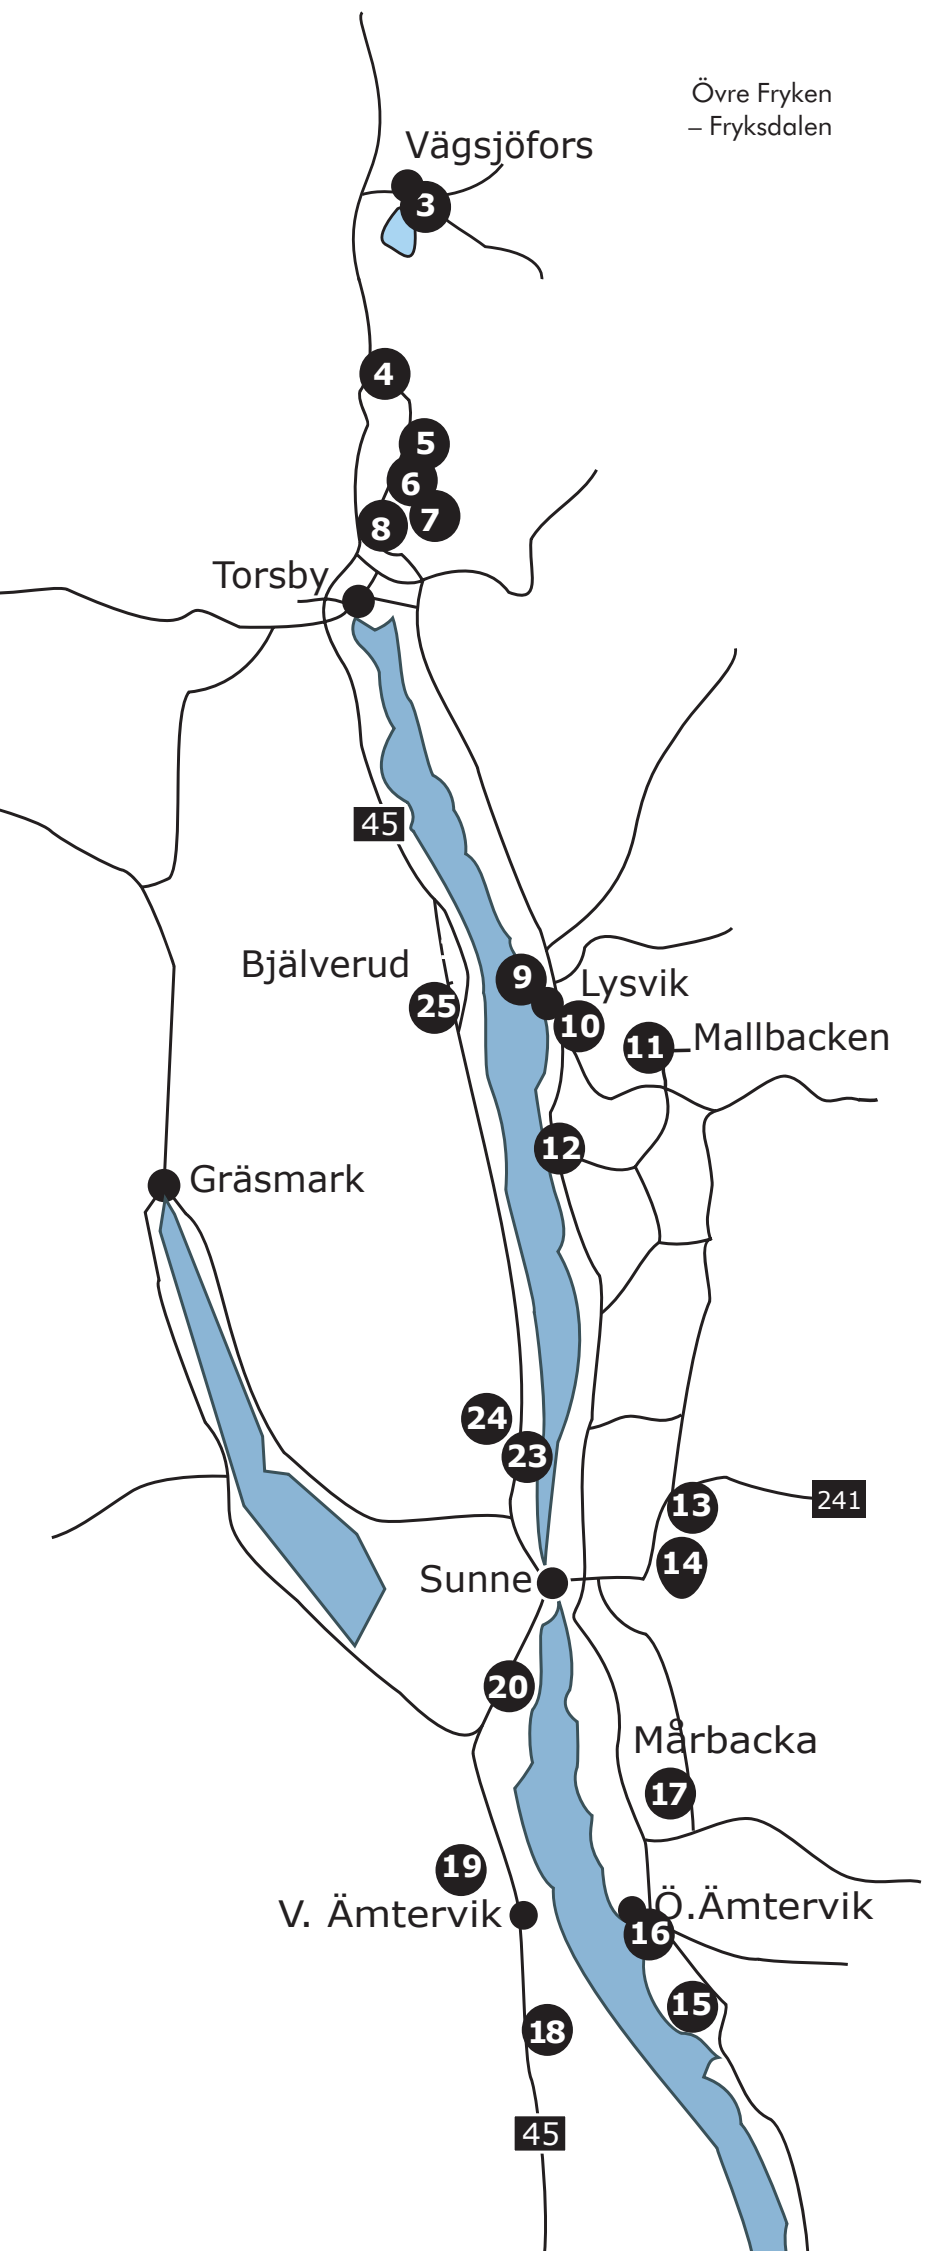 Övre Fryken
– Fryksdalen
Vägsjöfors
3
4
5
6
7
8
Torsby
45
Bjälverud
9
Lysvik
25
10
11
Mallbacken
12
Gräsmark
24
23
13
241
14
Sunne
20
Mårbacka
17
19
V. Ämtervik
Ö.Ämtervik
16
15
18
45